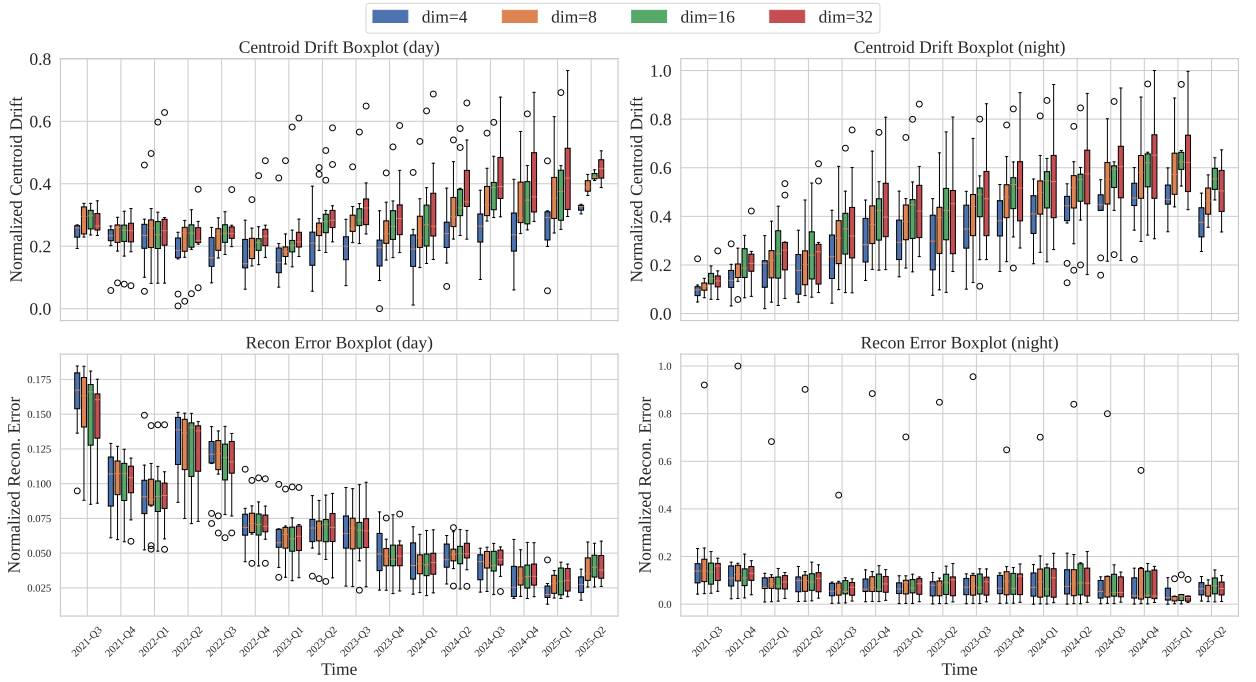 dim=4 dim=8 dim=16 dim=32
Centroid Drift Boxplot (day)
Normalized Centroid Drift
0.8
0.6
0.4
0.2
0.0
Centroid Drift Boxplot (night)
Normalized Centroid Drift
1.0
0.8
0.6
0.4
0.2
0.0
Recon Error Boxplot (day)
Normalized Recon. Error
0.175
0.150
0.125
0.100
0.075
0.050
0.025
2021-Q3 2021-Q4 2022-Q1 2022-Q2 2022-Q3 2022-Q4 2023-Q1 2023-Q2 2023-Q3 2023-Q4 2024-Q1 2024-Q2 2024-Q3 2024-Q4 2025-Q1 2025-Q2
Time
Recon Error Boxplot (night)
Normalized Recon. Error
1.0
0.8
0.6
0.4
0.2
0.0
2021-Q3 2021-Q4 2022-Q1 2022-Q2 2022-Q3 2022-Q4 2023-Q1 2023-Q2 2023-Q3 2023-Q4 2024-Q1 2024-Q2 2024-Q3 2024-Q4 2025-Q1 2025-Q2
Time